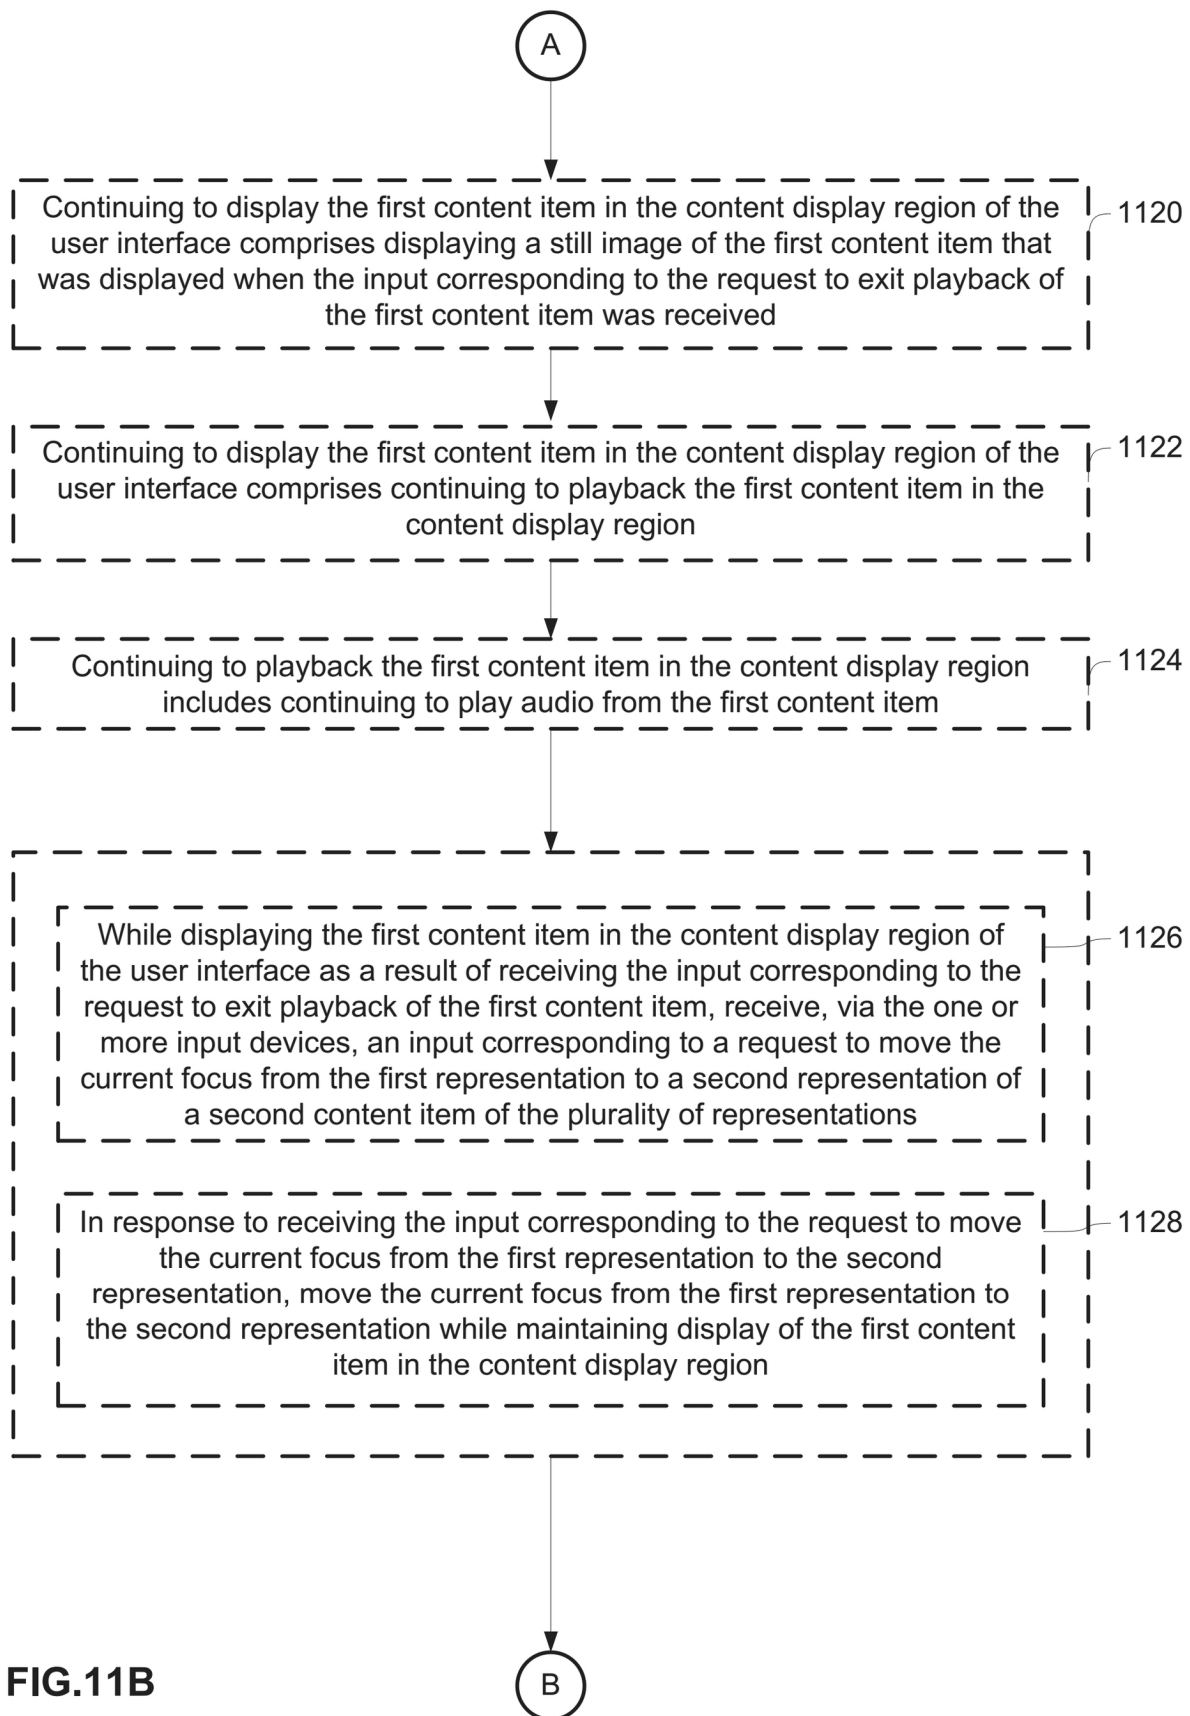 A
Continuing to display the first content item in the content display region of the
user interface comprises displaying a still image of the first content item that
was displayed when the input corresponding to the request to exit playback of
the first content item was received
1120
Continuing to display the first content item in the content display region of the
user interface comprises continuing to playback the first content item in the
content display region
1122
Continuing to playback the first content item in the content display region
includes continuing to play audio from the first content item
1124
While displaying the first content item in the content display region of
the user interface as a result of receiving the input corresponding to the
request to exit playback of the first content item, receive, via the one or
more input devices, an input corresponding to a request to move the
current focus from the first representation to a second representation of
a second content item of the plurality of representations
1126
In response to receiving the input corresponding to the request to move
the current focus from the first representation to the second
representation, move the current focus from the first representation to
the second representation while maintaining display of the first content
item in the content display region
1128
FIG.11B
B